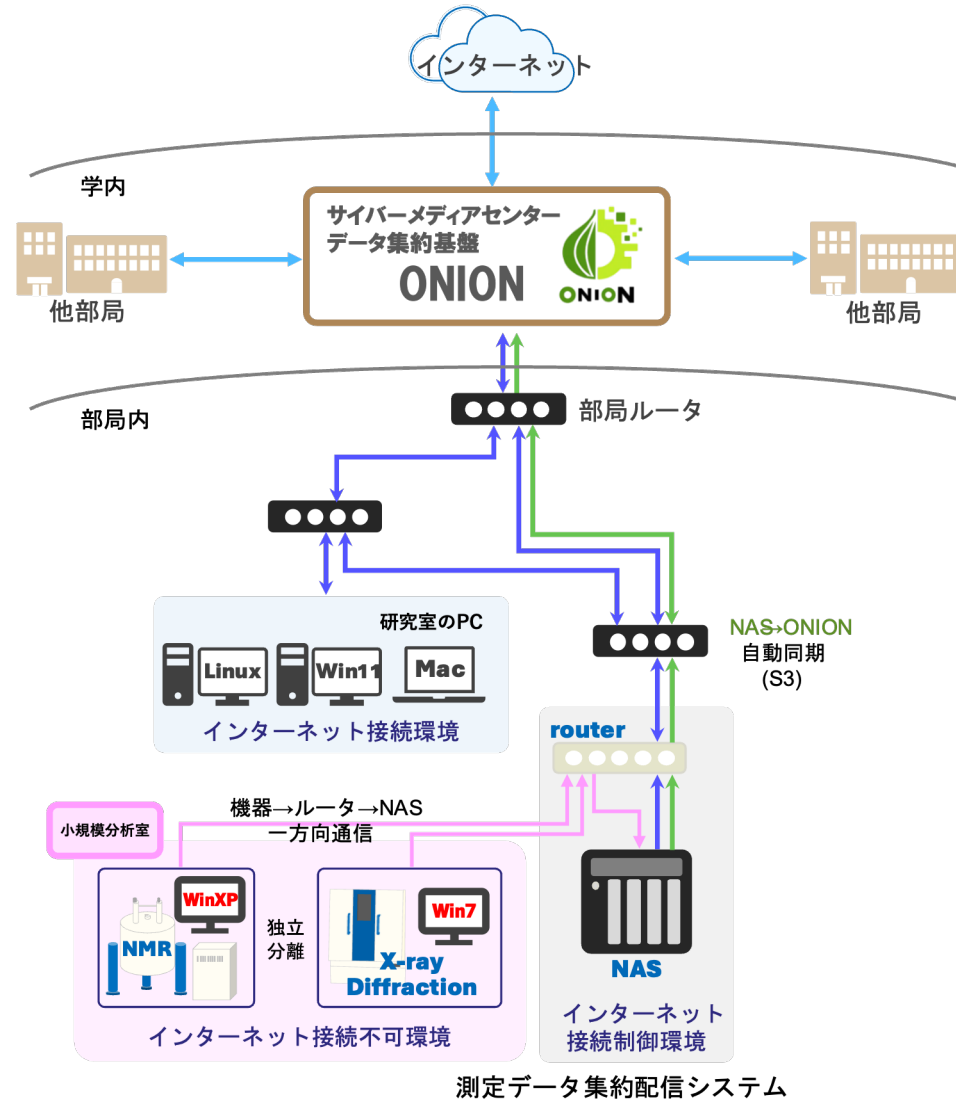 インターネット
学内
サイバーメディアセンター
データ集約基盤
ONION
ONION
他部局
他部局
部局内
部局ルータ
研究室のPC
Linux
Win11
Mac
インターネット接続環境
NAS→ONION
自動同期
(S3)
router
機器→ルータ→NAS
一方向通信
小規模分析室
WinXP
NMR
独立
分離
Win7
X-ray
Diffraction
インターネット接続不可環境
NAS
インターネット
接続制御環境
測定データ集約配信システム